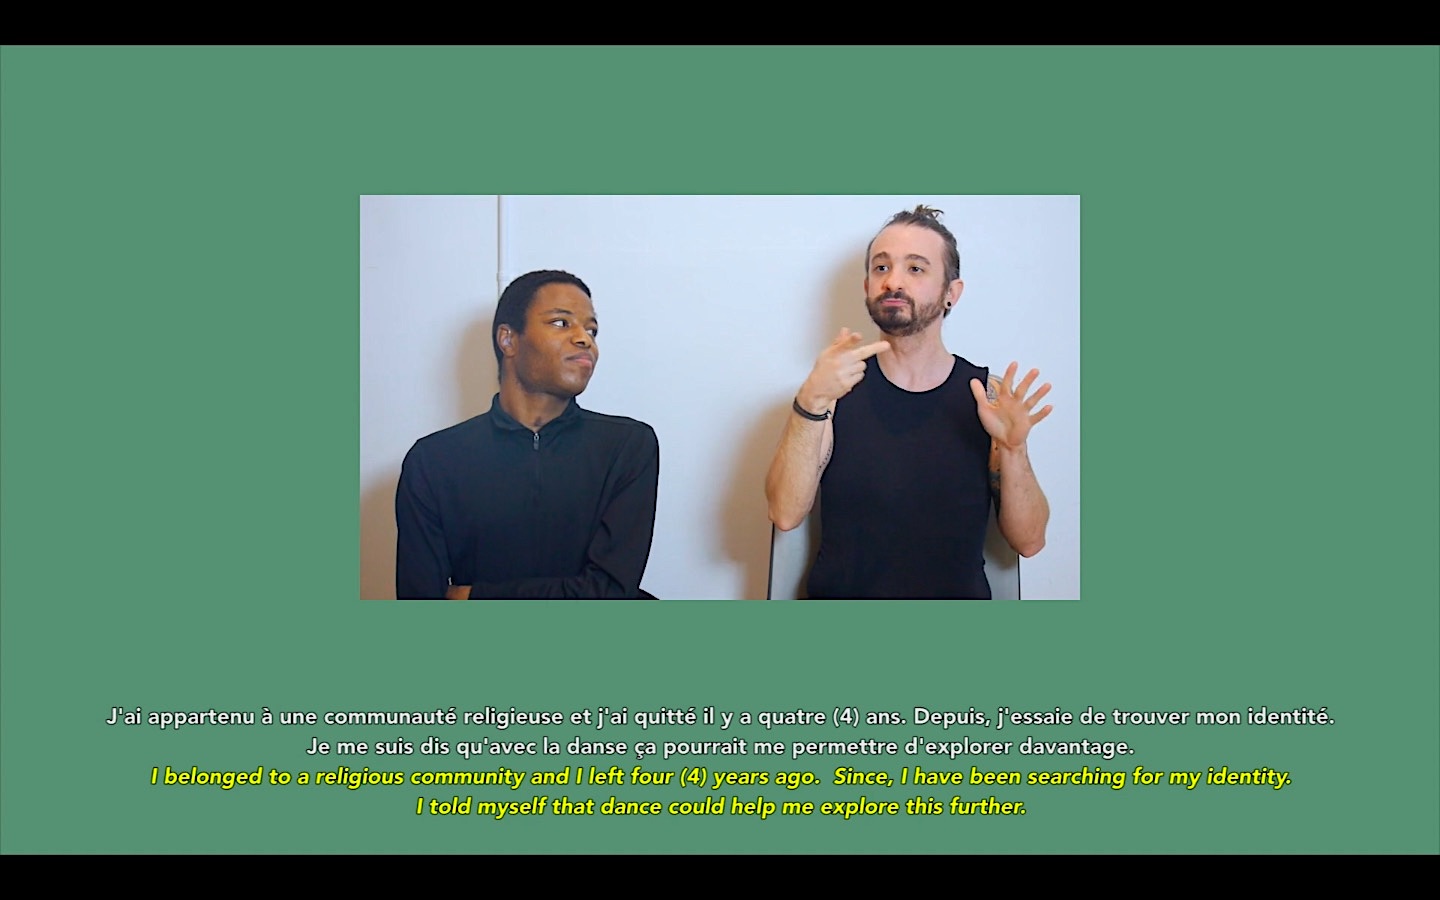 J'ai appartenu à une communauté religieuse et j'ai quitté il y a quatre (4) ans. Depuis, j'essaie de trouver mon identité.
Je me suis dis qu'avec la danse ça pourrait me permettre d'explorer davantage.
I belonged to a religious community and I left four (4) years ago.  Since, I have been searching for my identity.
I told myself that dance could help me explore this further.